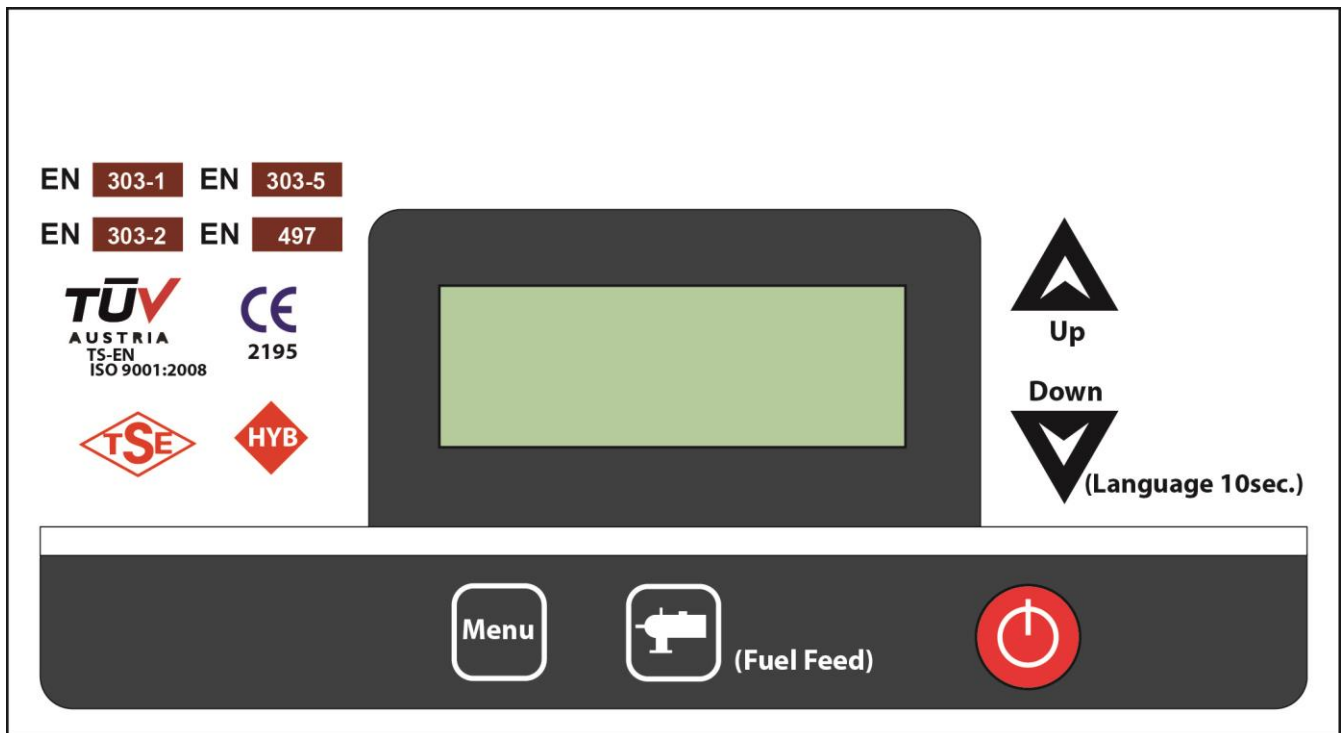 EN 303-1 EN 303-5
EN 303-2 EN 497
TÜV
AUSTRIA
TS-EN
ISO 9001:2008
CE
2195
TSE
HYB
Up
Down
(Language 10sec.)
Menu
(Fuel Feed)